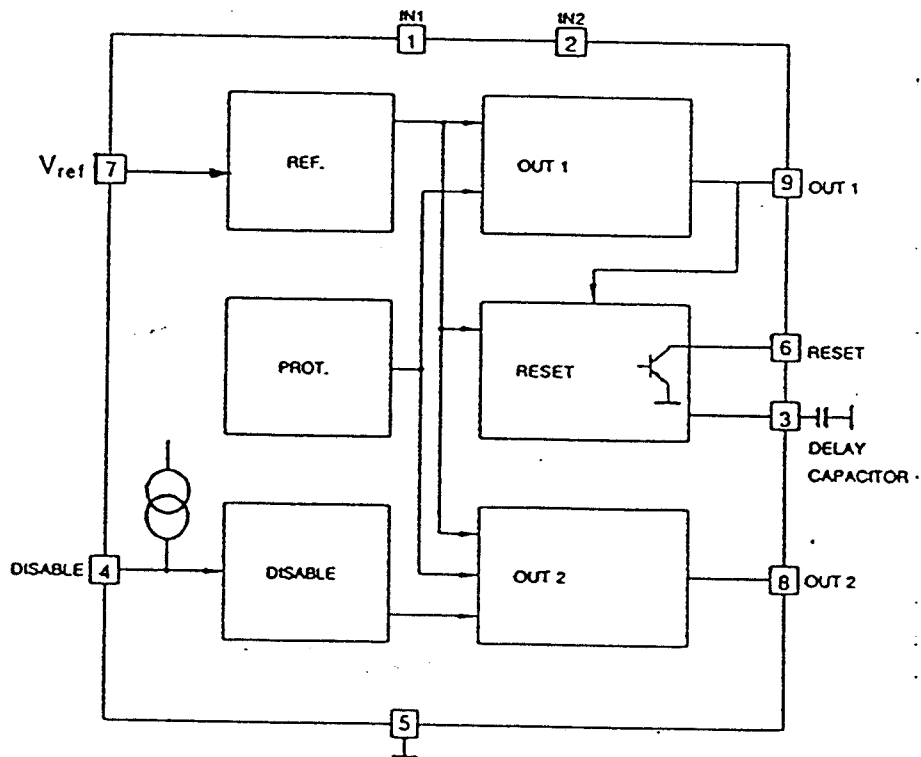 IN1
IN2
1
2
REF.
OUT 1
Vref
7
9
OUT 1
PROT.
RESET
6
RESET
3
DELAY
CAPACITOR
DISABLE
4
DISABLE
OUT 2
8
OUT 2
5